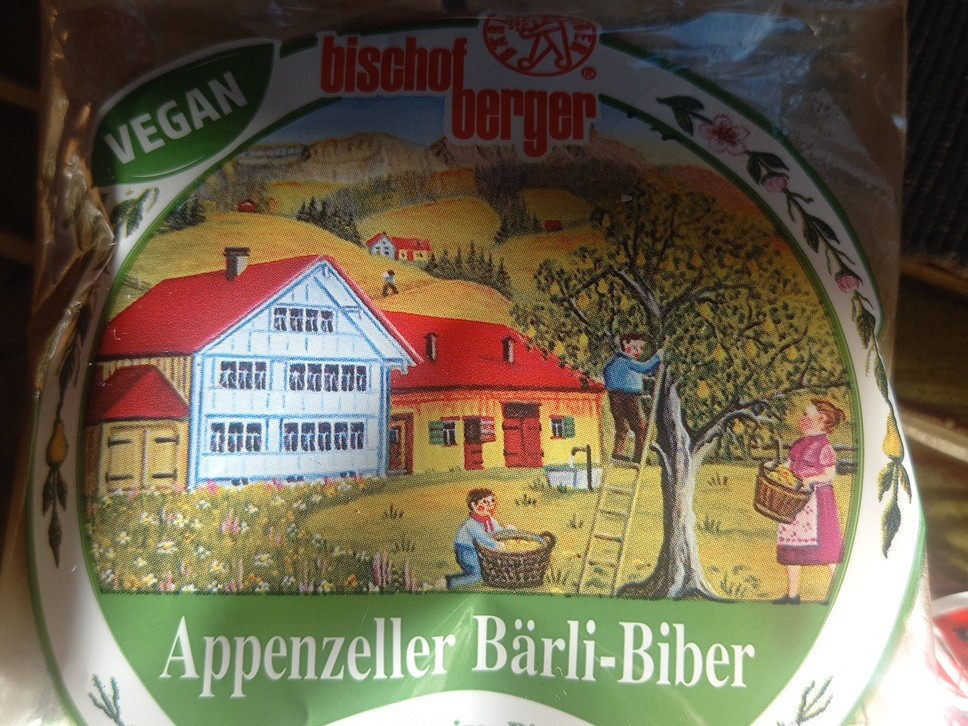 VEGAN
bischof
berger
®
Appenzeller Bärli-Biber